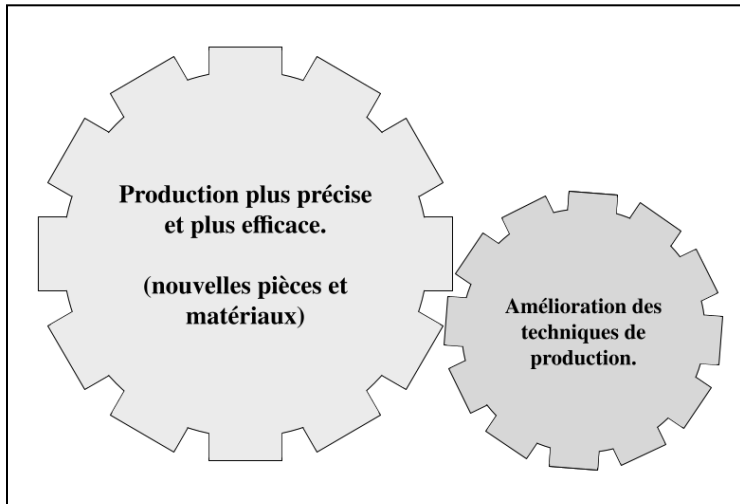 Production plus précise
et plus efficace.
(nouvelles pièces et
matériaux)
Amélioration des
techniques de
production.